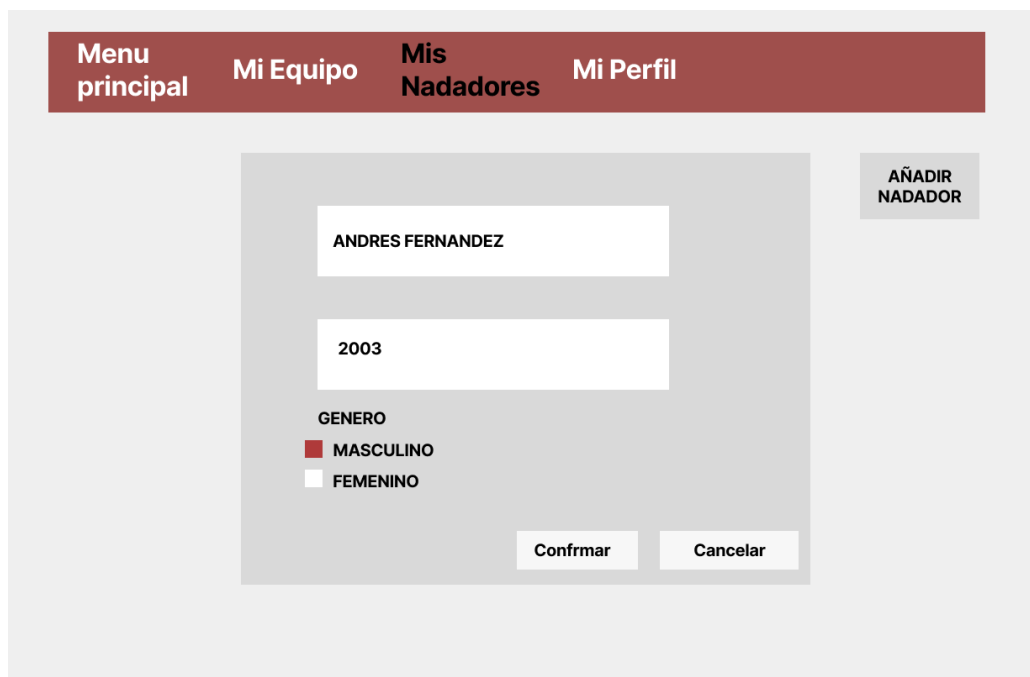 Menu
principal
Mi Equipo
Mis
Nadadores
Mi Perfil
AÑADIR
NADADOR
ANDRES FERNANDEZ
2003
GENERO
MASCULINO
FEMENINO
Confrmar
Cancelar